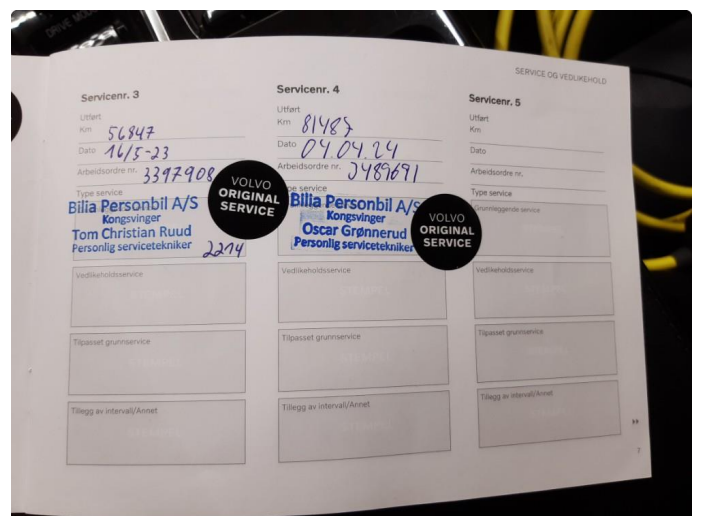 DRIVE MODE
SERVICE OG VEDLIKEHOLD
Servicenr. 3
Utført
Km 56847
Dato 16/5-23
Arbeidsordre nr. 3397908
Type service
Bilia Personbil A/S
Kongsvinger
Tom Christian Ruud
Personlig servicetekniker 2214
VOLVO
ORIGINAL
SERVICE
Vedlikeholdsservice
Tilpasset grunnservice
Tillegg av intervall/Annet
Servicenr. 4
Utført
Km 81487
Dato 04.04.24
Arbeidsordre nr. 3489691
Type service
Bilia Personbil A/S
Kongsvinger
Oscar Grønnerud
Personlig servicetekniker
VOLVO
ORIGINAL
SERVICE
Vedlikeholdsservice
Tilpasset grunnservice
Tillegg av intervall/Annet
Servicenr. 5
Utført
Km
Dato
Arbeidsordre nr.
Type service
Grunnleggende service
Vedlikeholdsservice
Tilpasset grunnservice
Tillegg av intervall/Annet
7